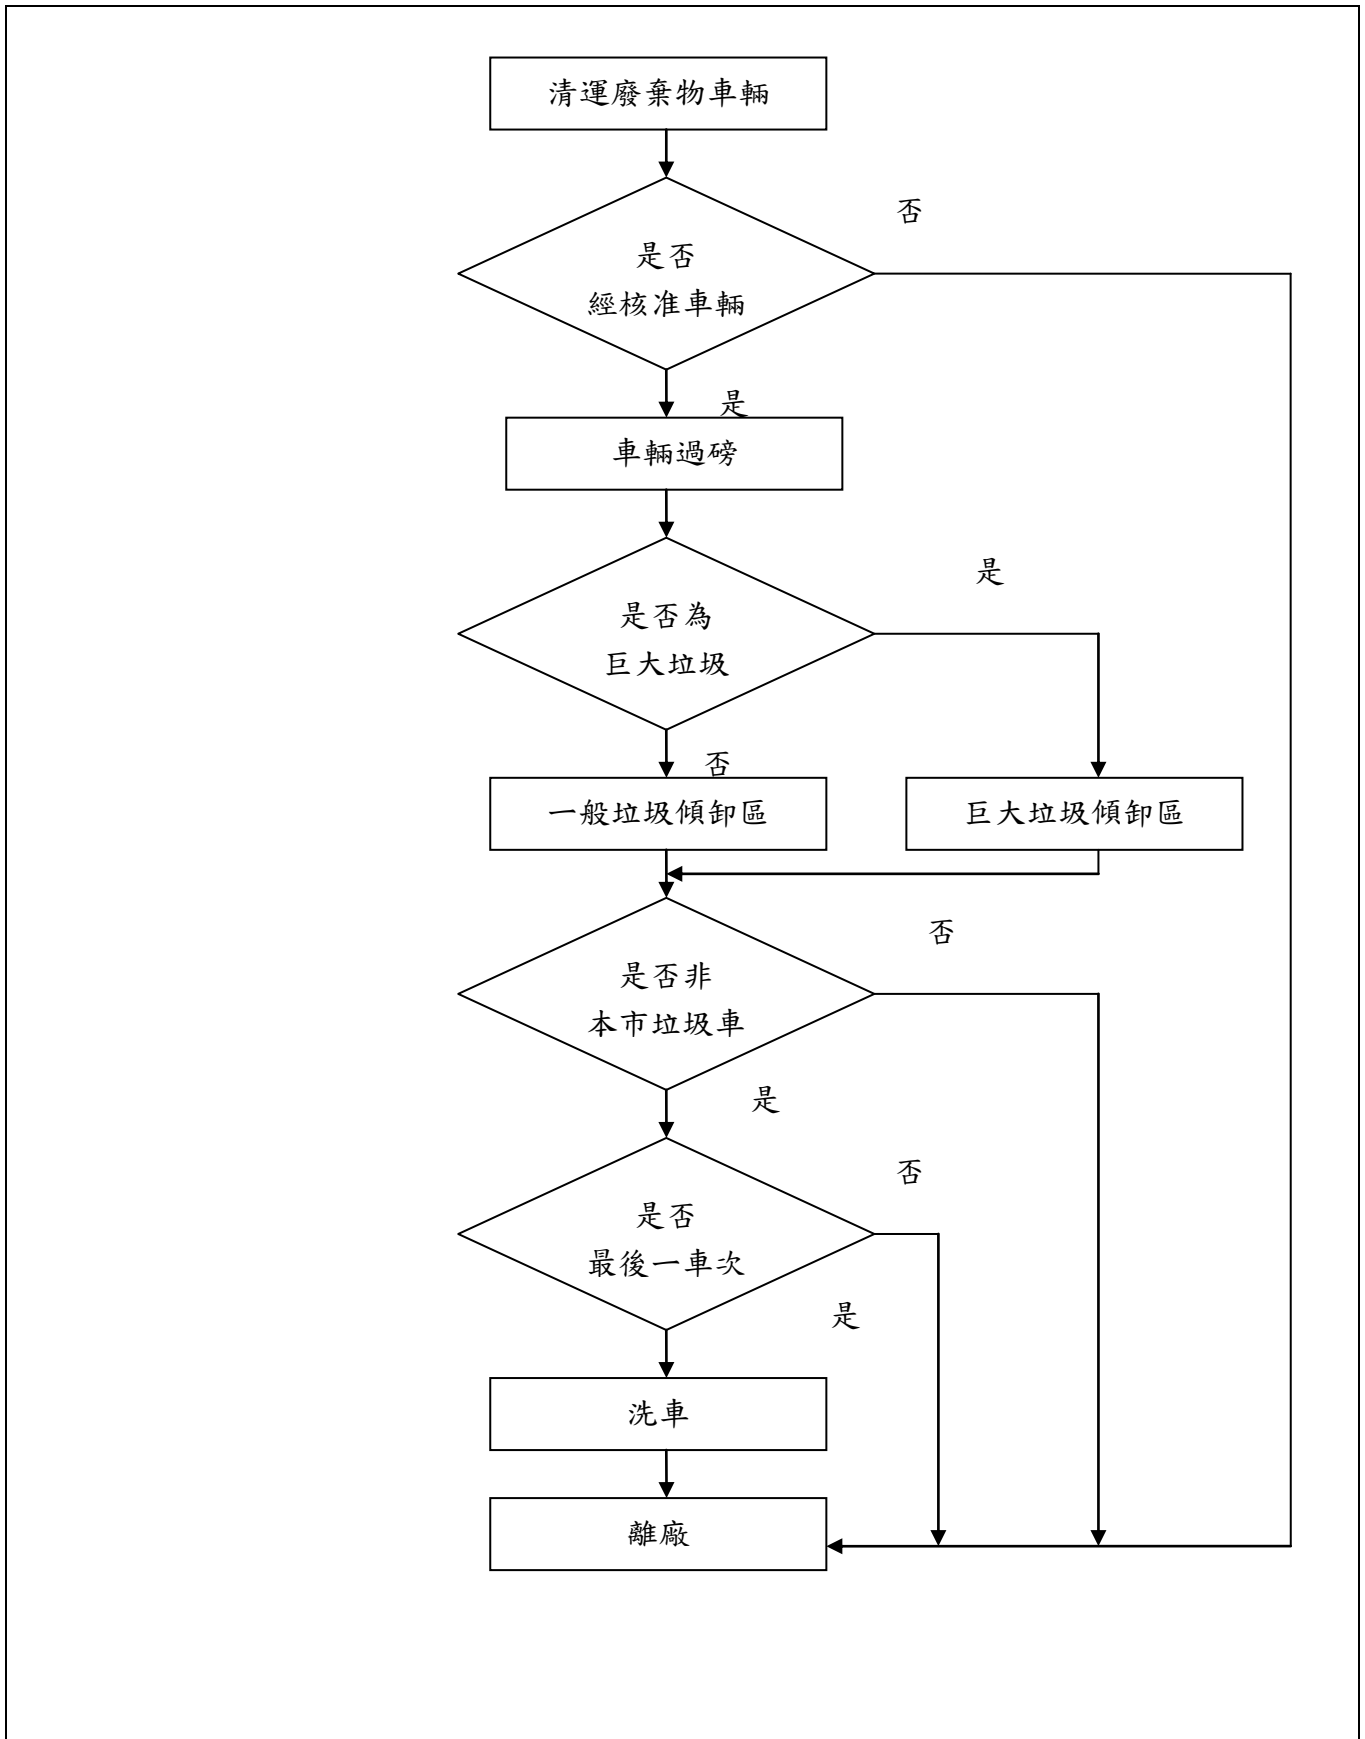 清運廢棄物車輛
否
是否
經核准車輛
是
車輛過磅
是
是否為
巨大垃圾
否
一般垃圾傾卸區
巨大垃圾傾卸區
否
是否非
本市垃圾車
是
否
是否
最後一車次
是
洗車
離廠